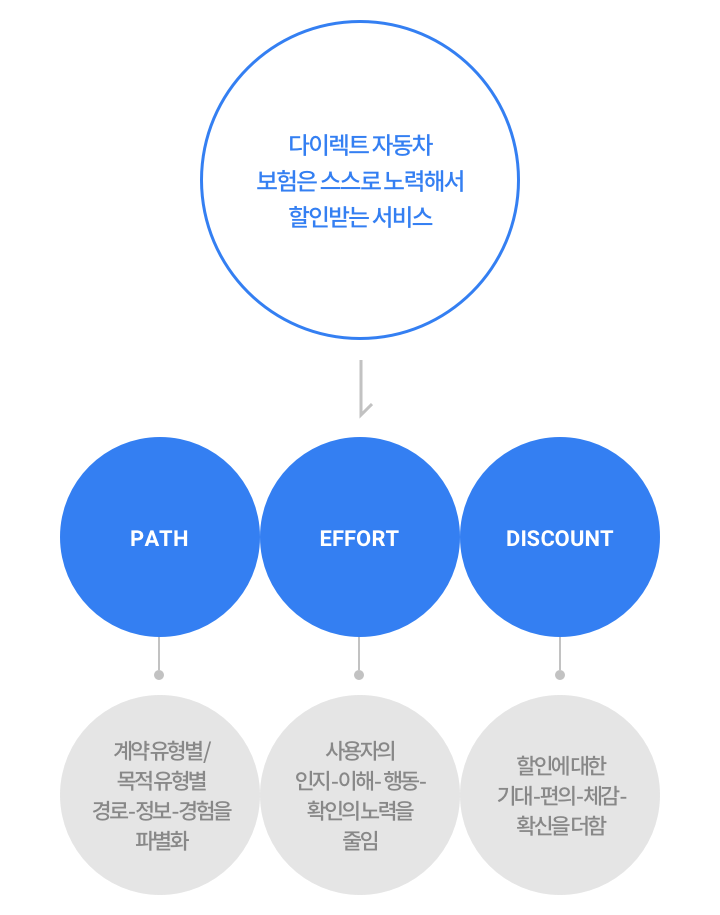 다이렉트 자동차
보험은 스스로 노력해서
할인받는 서비스
PATH
EFFORT
DISCOUNT
계약유형별/
목적유형별
경로-정보-경험을
파별화
사용자의
인지-이해-행동-
확인의노력을
줄임
할인에대한
기대-편의-체감-
확신을더함